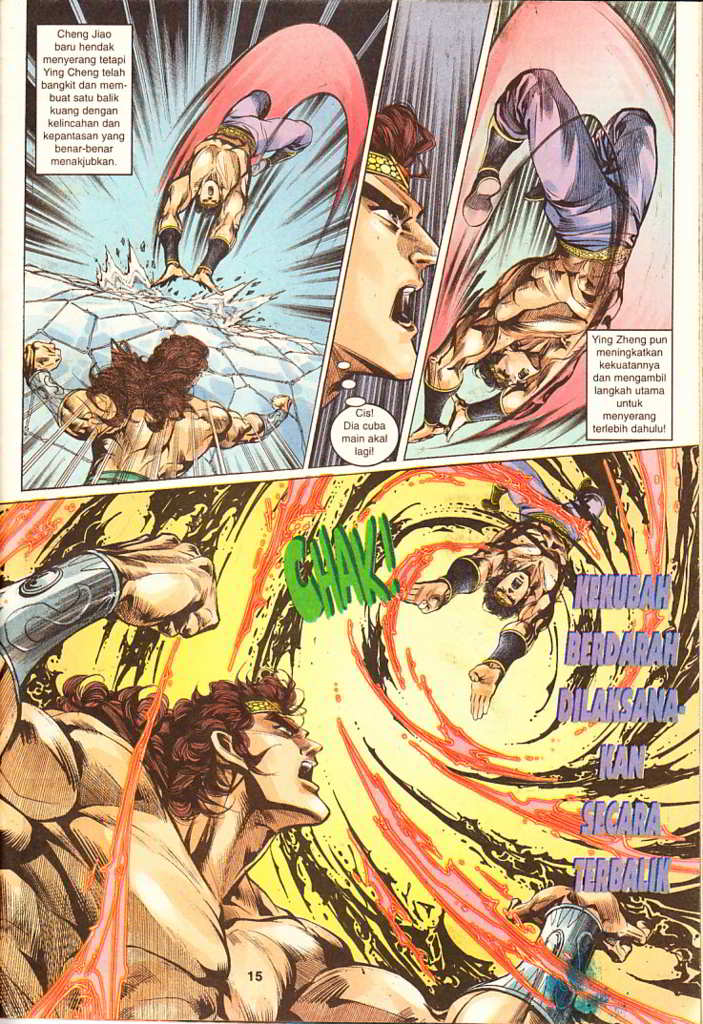 Cheng Jiao
baru hendak
menyerang tetapi
Ying Cheng telah
bangkit dan mem-
buat satu balik
kuang dengan
kelincahan dan
kepantasan yang
benar-benar
menakjubkan.
Cis!
Dia cuba
main akal
lagi!
Ying Zheng pun
meningkatkan
kekuatannya
dan mengambil
langkah utama
untuk
menyerang
terlebih dahulu!
CHAK!
KEKUBAH
BERDARAH
DILAKSANA-
KAN
SECARA
TERBALIK
15